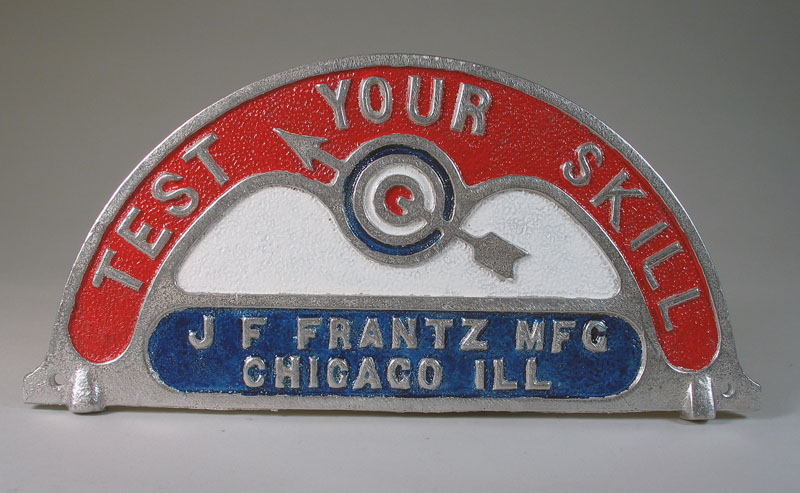 TEST YOUR SKILL
J F FRANTZ MFG
CHICAGO ILL